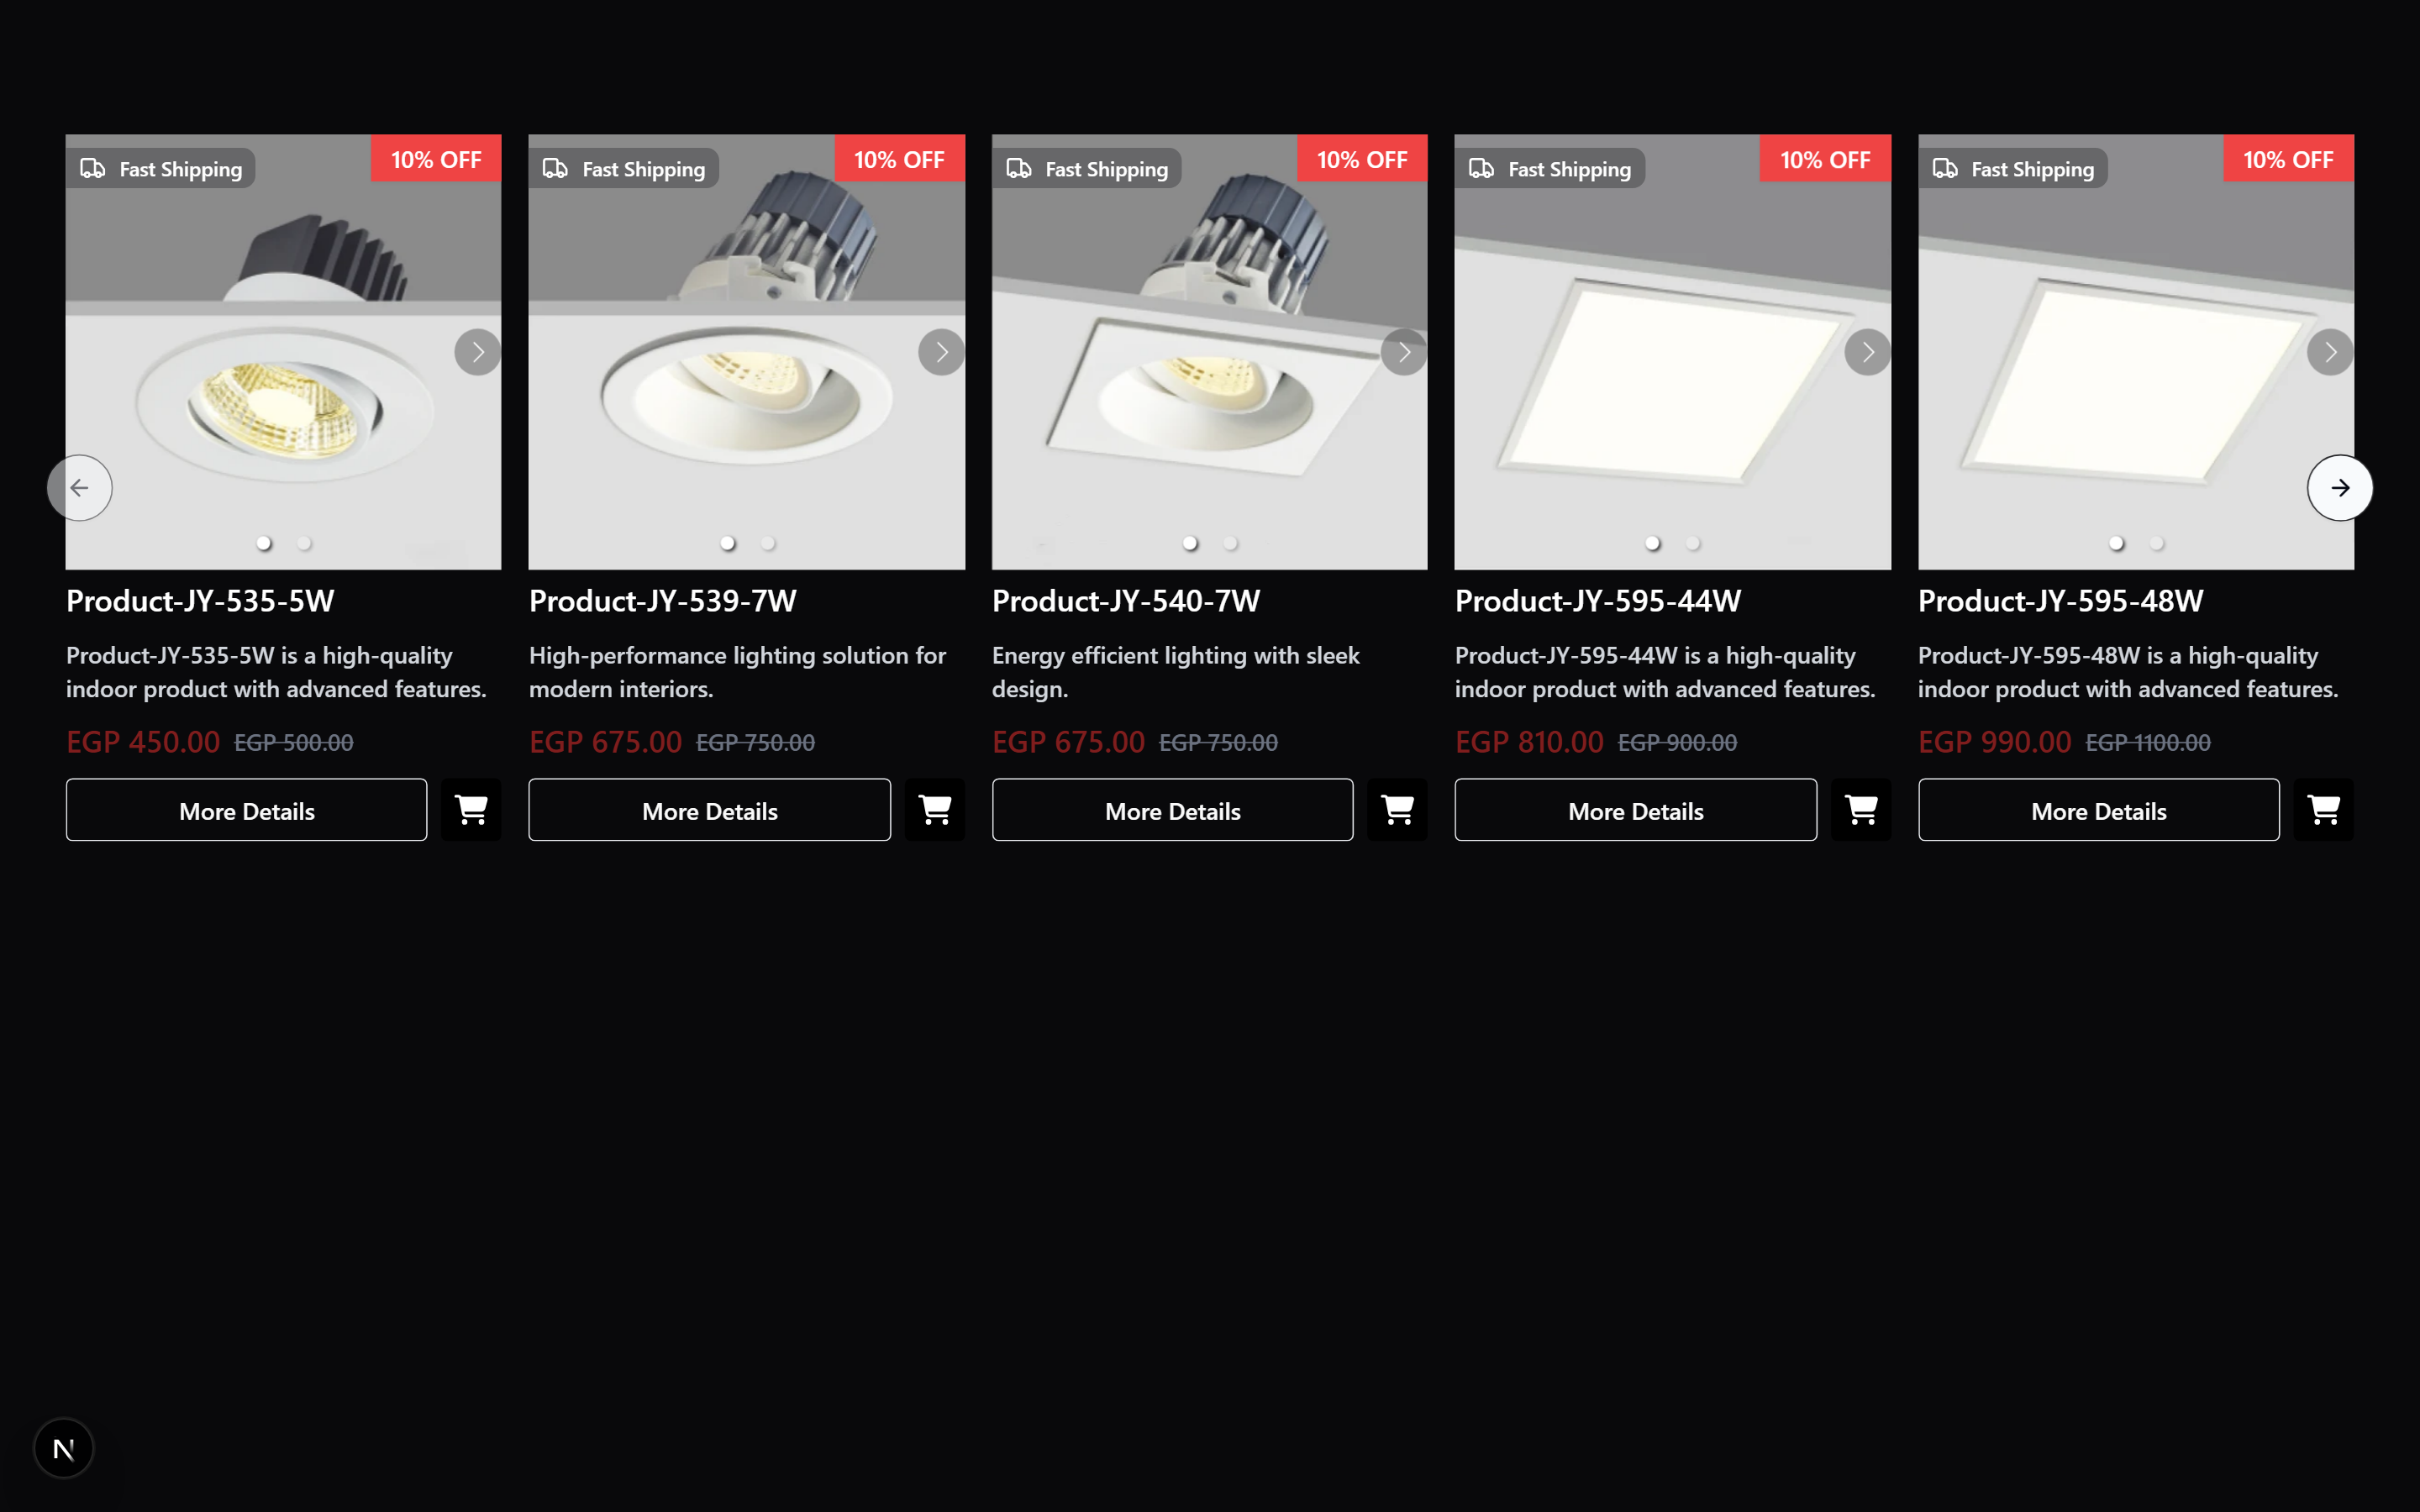 Fast Shipping
10% OFF
Fast Shipping
10% OFF
Fast Shipping
10% OFF
Fast Shipping
10% OFF
Fast Shipping
10% OFF
Product-JY-535-5W
Product-JY-535-5W is a high-quality
indoor product with advanced features.
EGP 450.00 EGP 500.00
More Details
Product-JY-539-7W
High-performance lighting solution for
modern interiors.
EGP 675.00 EGP 750.00
More Details
Product-JY-540-7W
Energy efficient lighting with sleek
design.
EGP 675.00 EGP 750.00
More Details
Product-JY-595-44W
Product-JY-595-44W is a high-quality
indoor product with advanced features.
EGP 810.00 EGP 900.00
More Details
Product-JY-595-48W
Product-JY-595-48W is a high-quality
indoor product with advanced features.
EGP 990.00 EGP 1100.00
More Details
N